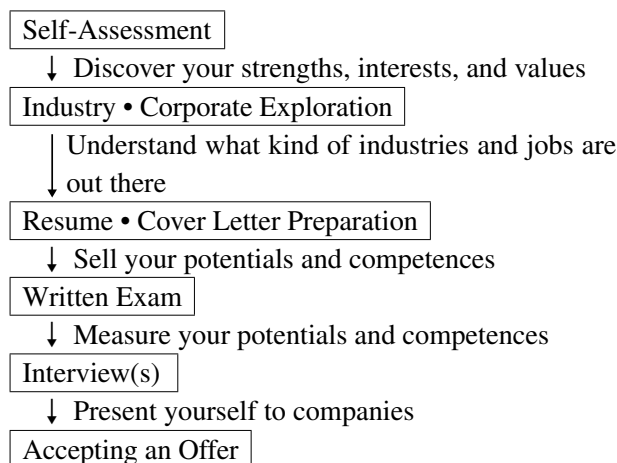 Self-Assessment
↓ Discover your strengths, interests, and values
Industry • Corporate Exploration
Understand what kind of industries and jobs are
↓ out there
Resume • Cover Letter Preparation
↓ Sell your potentials and competences
Written Exam
↓ Measure your potentials and competences
Interview(s)
↓ Present yourself to companies
Accepting an Offer